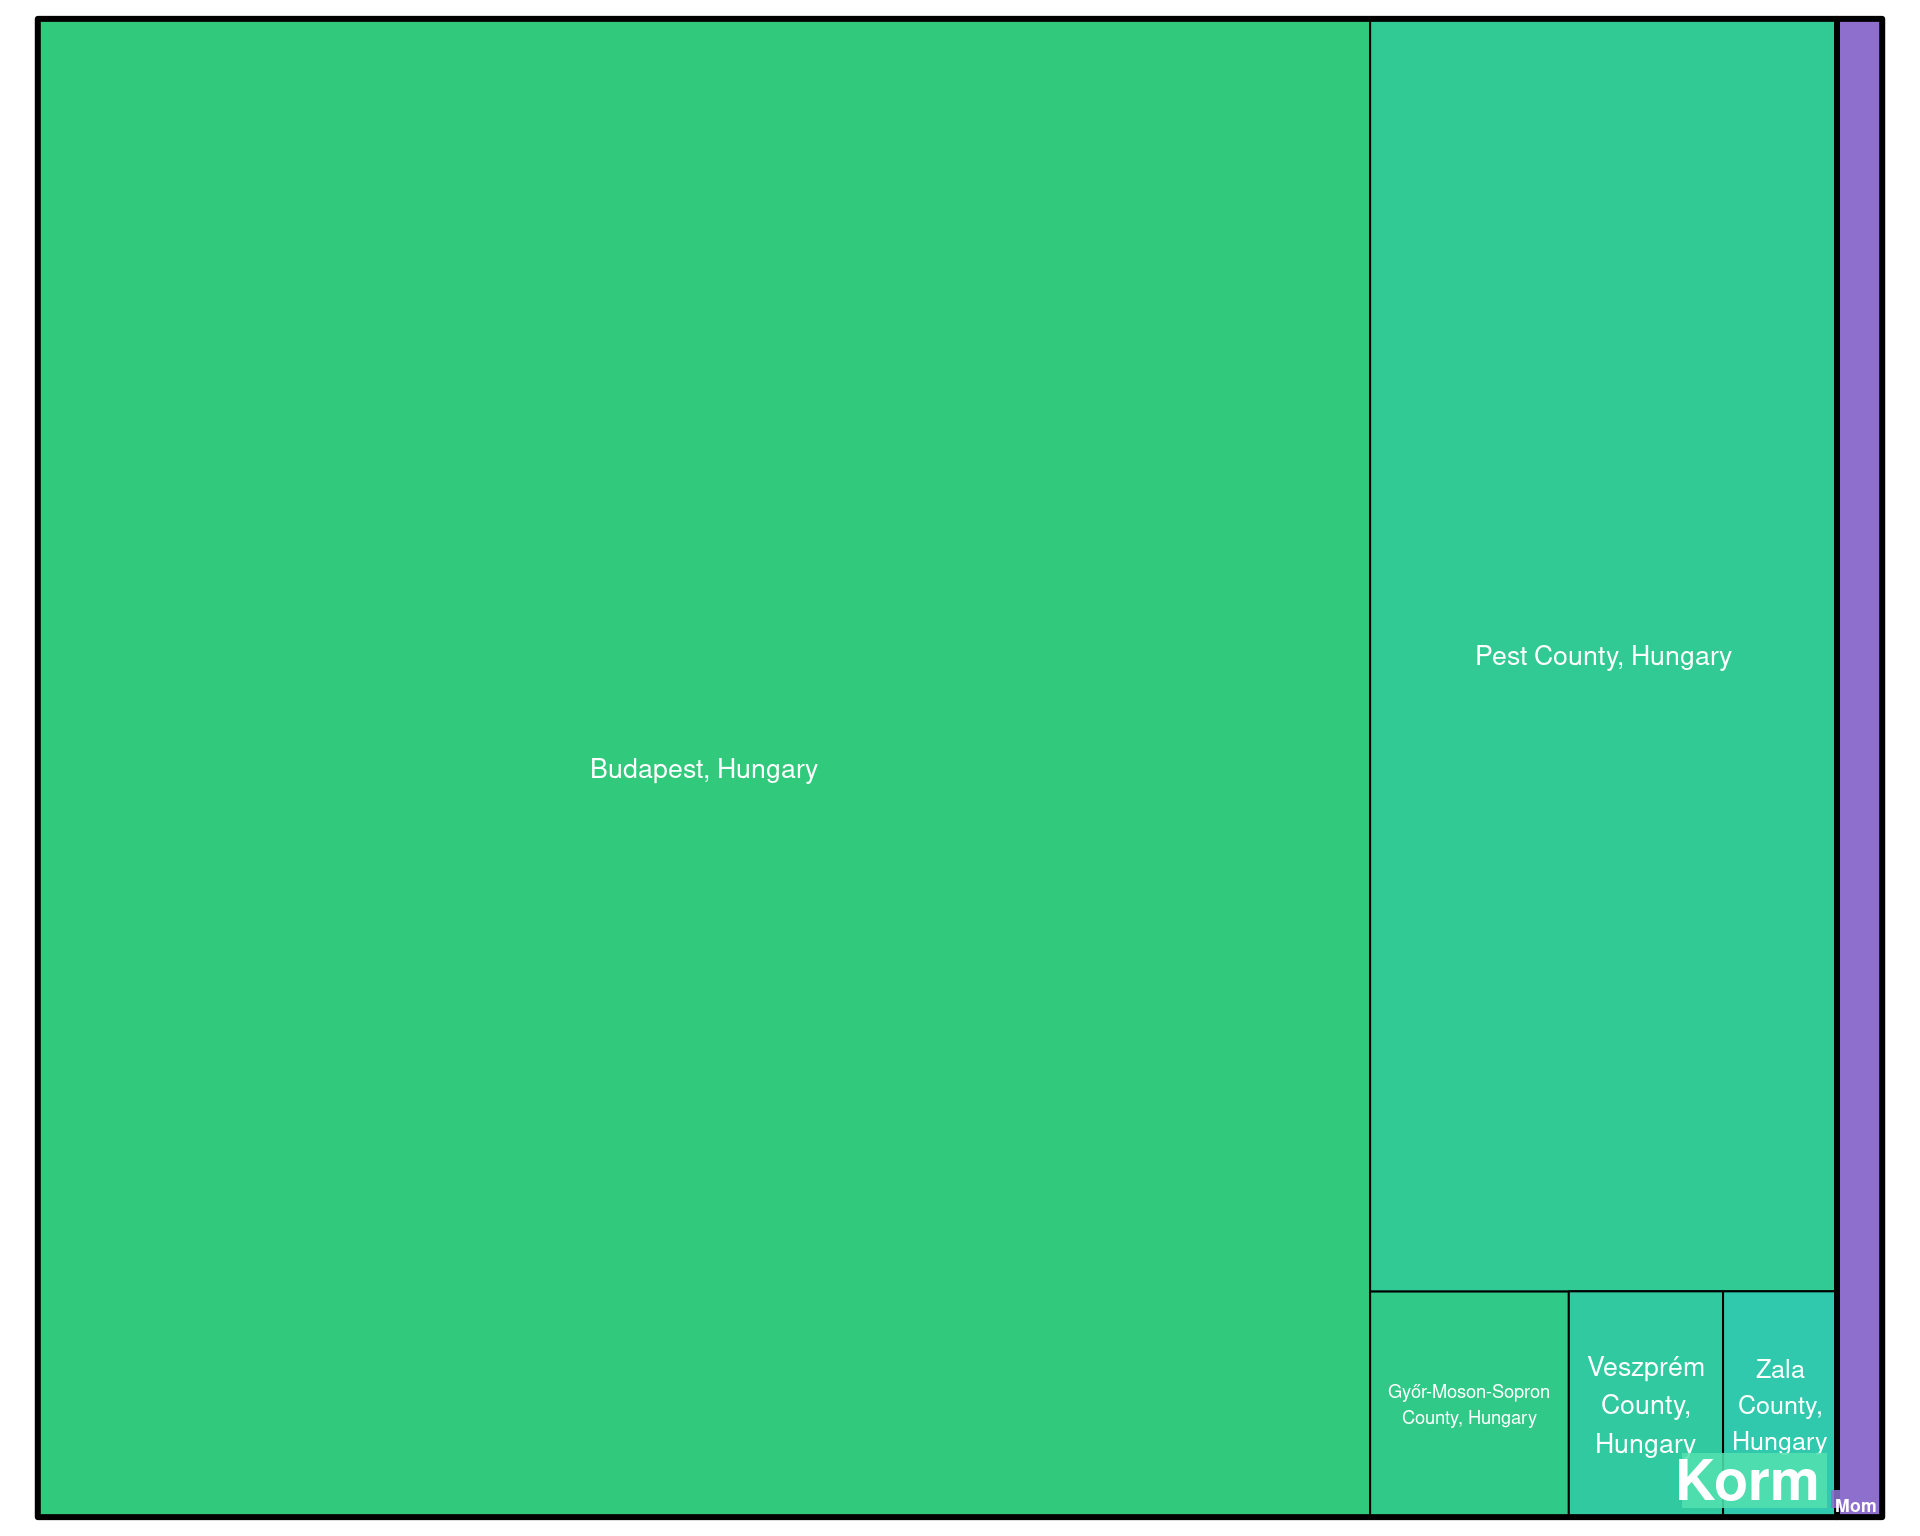 Budapest, Hungary
Pest County, Hungary
Győr-Moson-Sopron
County, Hungary
Veszprém
County,
Hungary
Zala
County,
Hungary
Korm
Mom